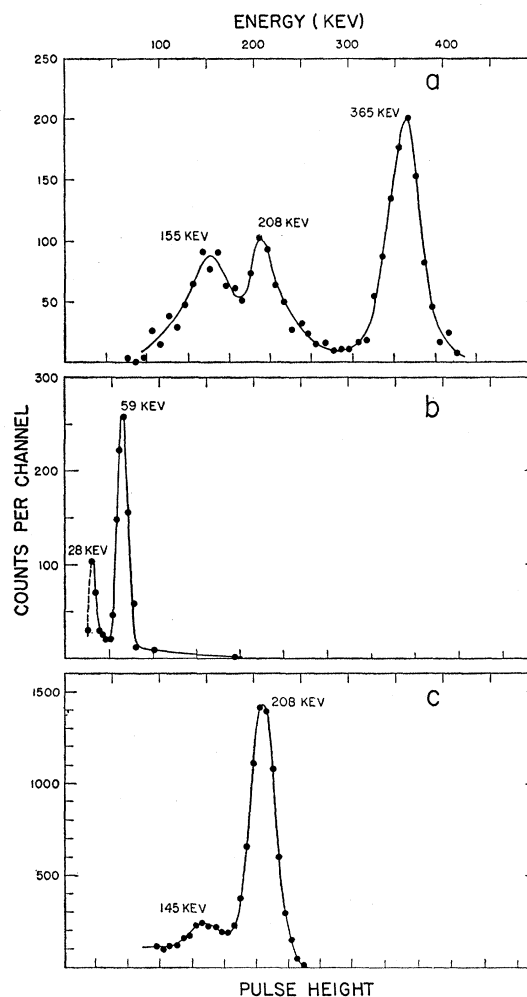 ENERGY (KEV)
100 200 300 400
250
a
365 KEV
200
150
208 KEV
155 KEV
100
50
300
59 KEV
b
200
28 KEV
100
COUNTS PER CHANNEL
1500
c
208 KEV
1000
500
145 KEV
PULSE HEIGHT